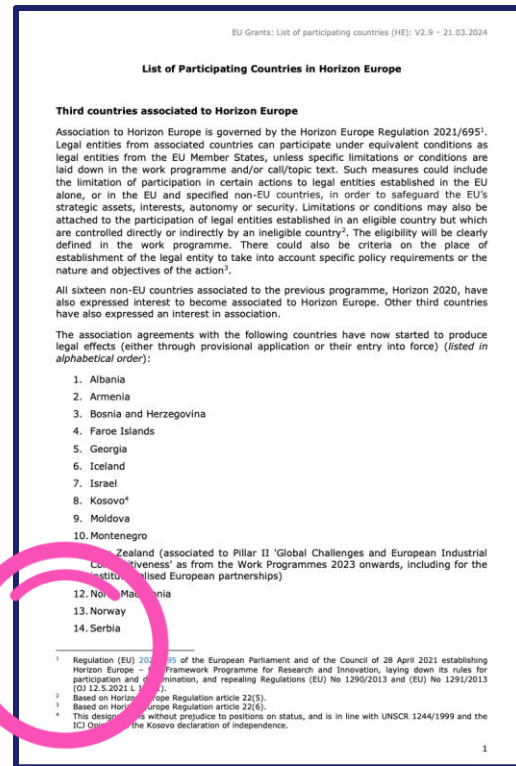 EU Grants: List of participating countries (HE): V2.9 – 21.03.2024
List of Participating Countries in Horizon Europe
Third countries associated to Horizon Europe
Association to Horizon Europe is governed by the Horizon Europe Regulation 2021/695¹.
Legal entities from associated countries can participate under equivalent conditions as
legal entities from the EU Member States, unless specific limitations or conditions are
laid down in the work programme and/or call/topic text. Such measures could include
the limitation of participation in certain actions to legal entities established in the EU
alone, or in the EU and specified non-EU countries, in order to safeguard the EU's
strategic assets, interests, autonomy or security. Limitations or conditions may also be
attached to the participation of legal entities established in an eligible country but which
are controlled directly or indirectly by an ineligible country². The eligibility will be clearly
defined in the work programme. There could also be criteria on the place of
establishment of the legal entity to take into account specific policy requirements or the
nature and objectives of the action³.
All sixteen non-EU countries associated to the previous programme, Horizon 2020, have
also expressed interest to become associated to Horizon Europe. Other third countries
have also expressed an interest in association.
The association agreements with the following countries have now started to produce
legal effects (either through provisional application or their entry into force) (listed in
alphabetical order):
1. Albania
2. Armenia
3. Bosnia and Herzegovina
4. Faroe Islands
5. Georgia
6. Iceland
7. Israel
8. Kosovo⁴
9. Moldova
10. Montenegro
Zealand (associated to Pillar II 'Global Challenges and European Industrial
as from the Work Programmes 2023 onwards, including for the
European partnerships)
12.
13. Norway
14. Serbia
¹ Regulation (EU) of the European Parliament and of the Council of 28 April 2021 establishing
Horizon Europe – Framework Programme for Research and Innovation, laying down its rules for
participation and repealing Regulations (EU) No 1290/2013 and (EU) No 1291/2013
(OJ 12.5.2021
² Based on Regulation article 22(5).
³ Based on Regulation article 22(6).
⁴ This is without prejudice to positions on status, and is in line with UNSCR 1244/1999 and the
ICJ the Kosovo declaration of independence.
1